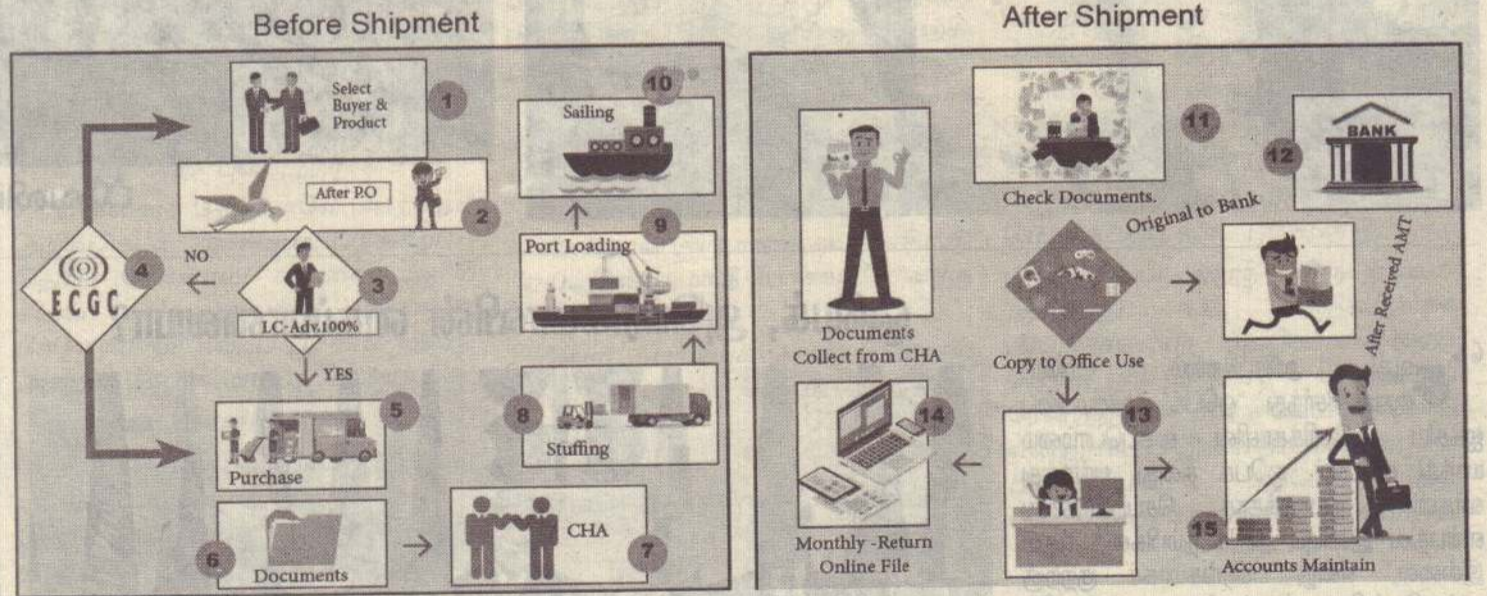 Before Shipment
1
Select
Buyer &
Product
After P.O
2
3
LC-Adv.100%
NO
4
ECGC
YES
5
Purchase
6
Documents
CHA
7
8
Stuffing
9
Port Loading
10
Sailing
After Shipment
Documents
Collect from CHA
11
Check Documents.
Original to Bank
12
BANK
Copy to Office Use
13
14
Monthly -Return
Online File
After Received AMT
15
Accounts Maintain